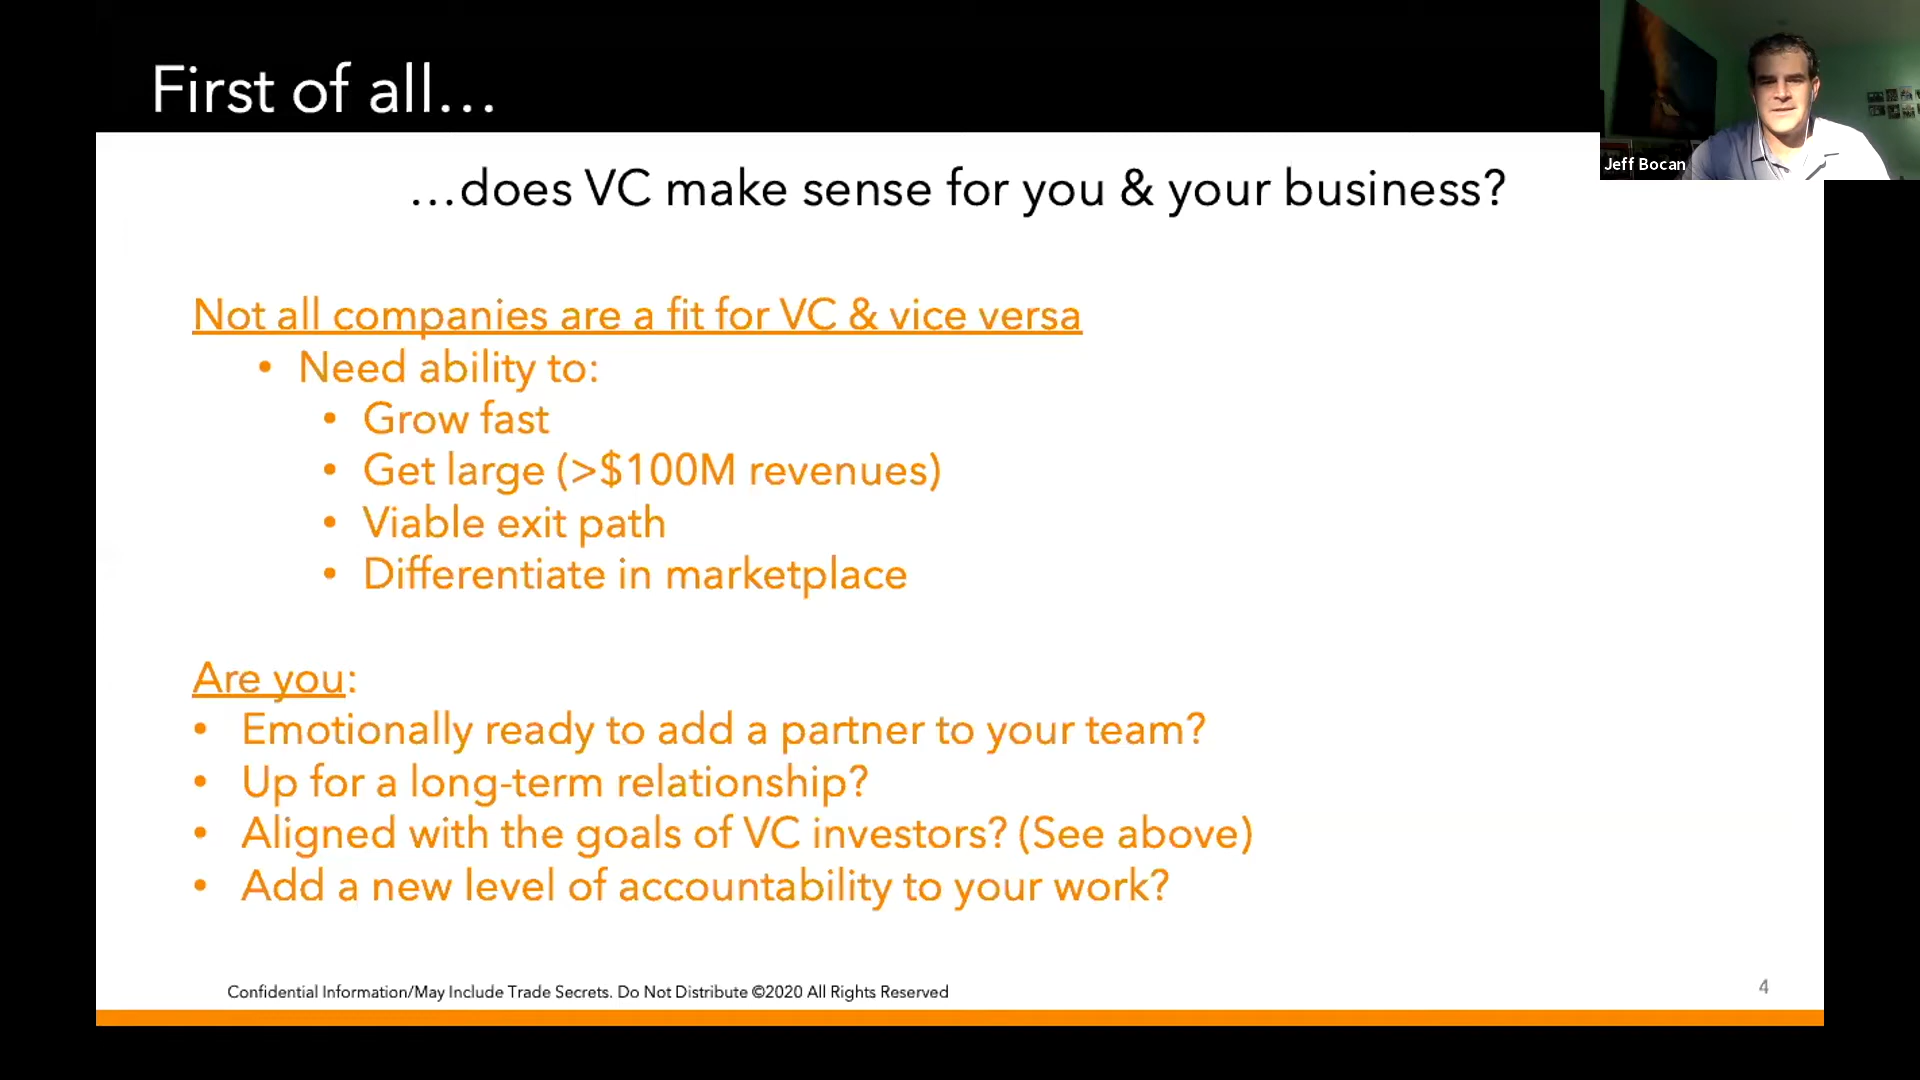 First of all...
...does VC make sense for you & your business?
Jeff Bocan
Not all companies are a fit for VC & vice versa
• Need ability to:
• Grow fast
• Get large (>$100M revenues)
• Viable exit path
• Differentiate in marketplace
Are you:
• Emotionally ready to add a partner to your team?
• Up for a long-term relationship?
• Aligned with the goals of VC investors? (See above)
• Add a new level of accountability to your work?
Confidential Information/May Include Trade Secrets. Do Not Distribute ©2020 All Rights Reserved
4